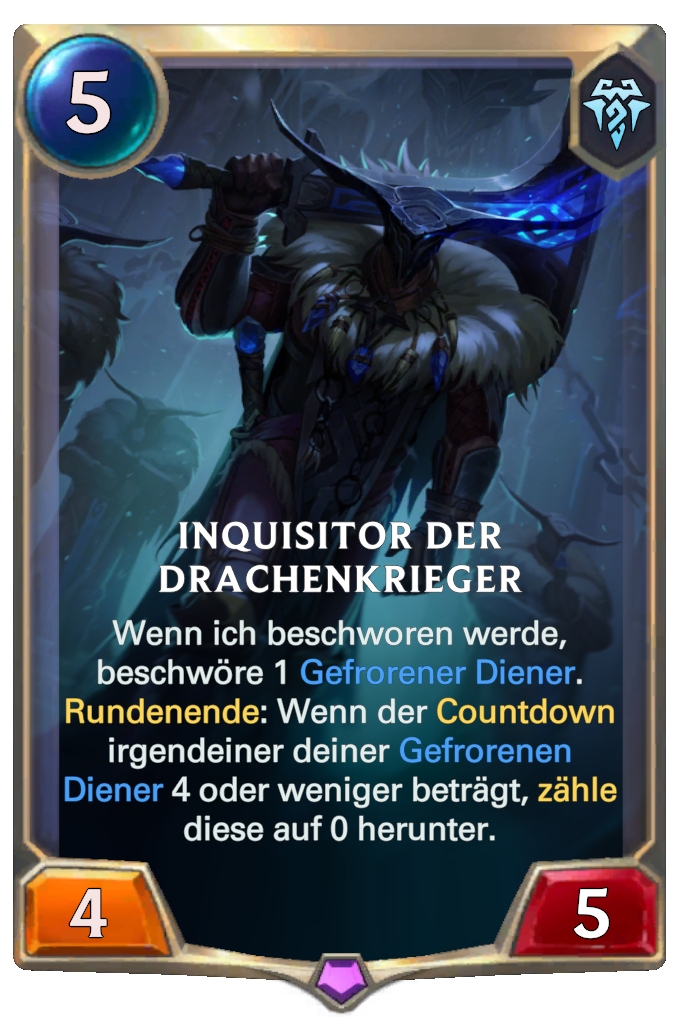 5
INQUISITOR DER
DRACHENKRIEGER
Wenn ich beschworen werde,
beschwöre 1 Gefrorener Diener.
Rundenende: Wenn der Countdown
irgendeiner deiner Gefrorenen
Diener 4 oder weniger beträgt, zähle
diese auf 0 herunter.
4
5